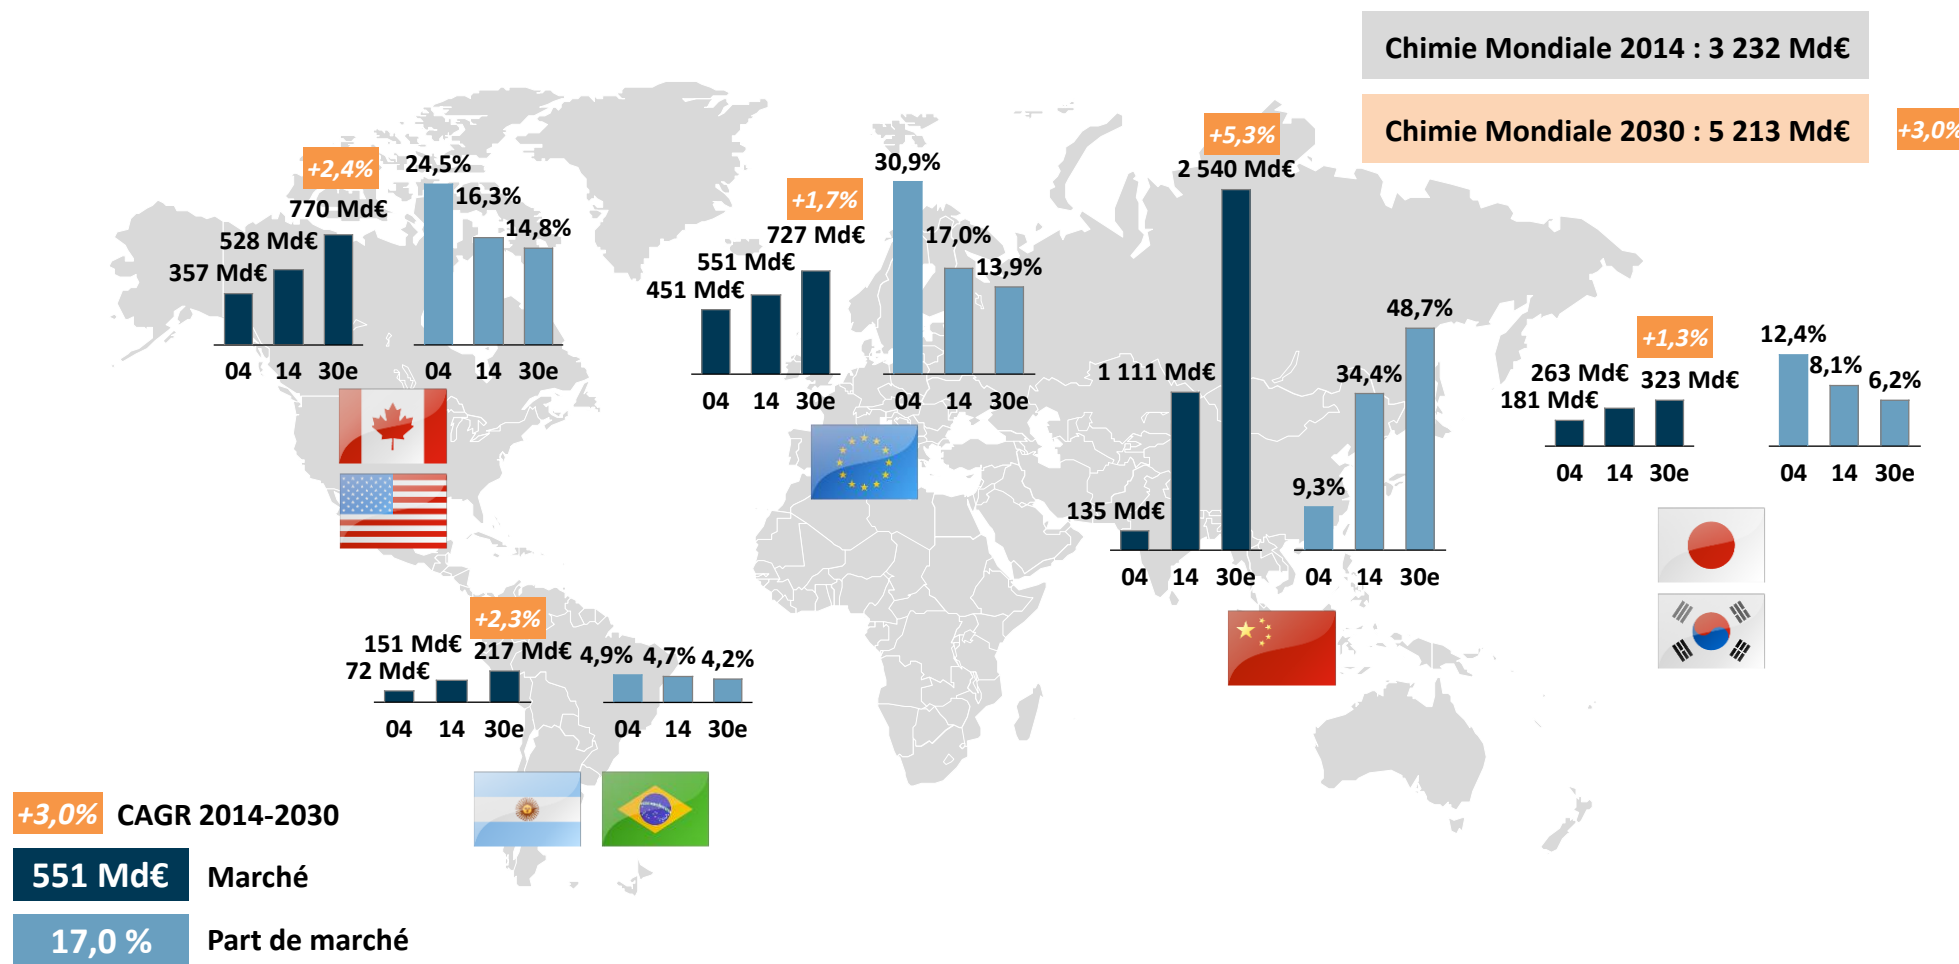 Chimie Mondiale 2014 : 3 232 Md€
Chimie Mondiale 2030 : 5 213 Md€
+3,0%
+2,4%
770 Md€
528 Md€
357 Md€
04 14 30e
24,5%
16,3%
14,8%
04 14 30e
+1,7%
727 Md€
551 Md€
451 Md€
04 14 30e
30,9%
17,0%
13,9%
04 14 30e
+5,3%
2 540 Md€
1 111 Md€
135 Md€
04 14 30e
48,7%
34,4%
9,3%
04 14 30e
+1,3%
263 Md€
323 Md€
181 Md€
04 14 30e
12,4%
8,1%
6,2%
04 14 30e
+2,3%
151 Md€
217 Md€
72 Md€
04 14 30e
4,9% 4,7% 4,2%
04 14 30e
+3,0% CAGR 2014-2030
551 Md€ Marché
17,0 % Part de marché